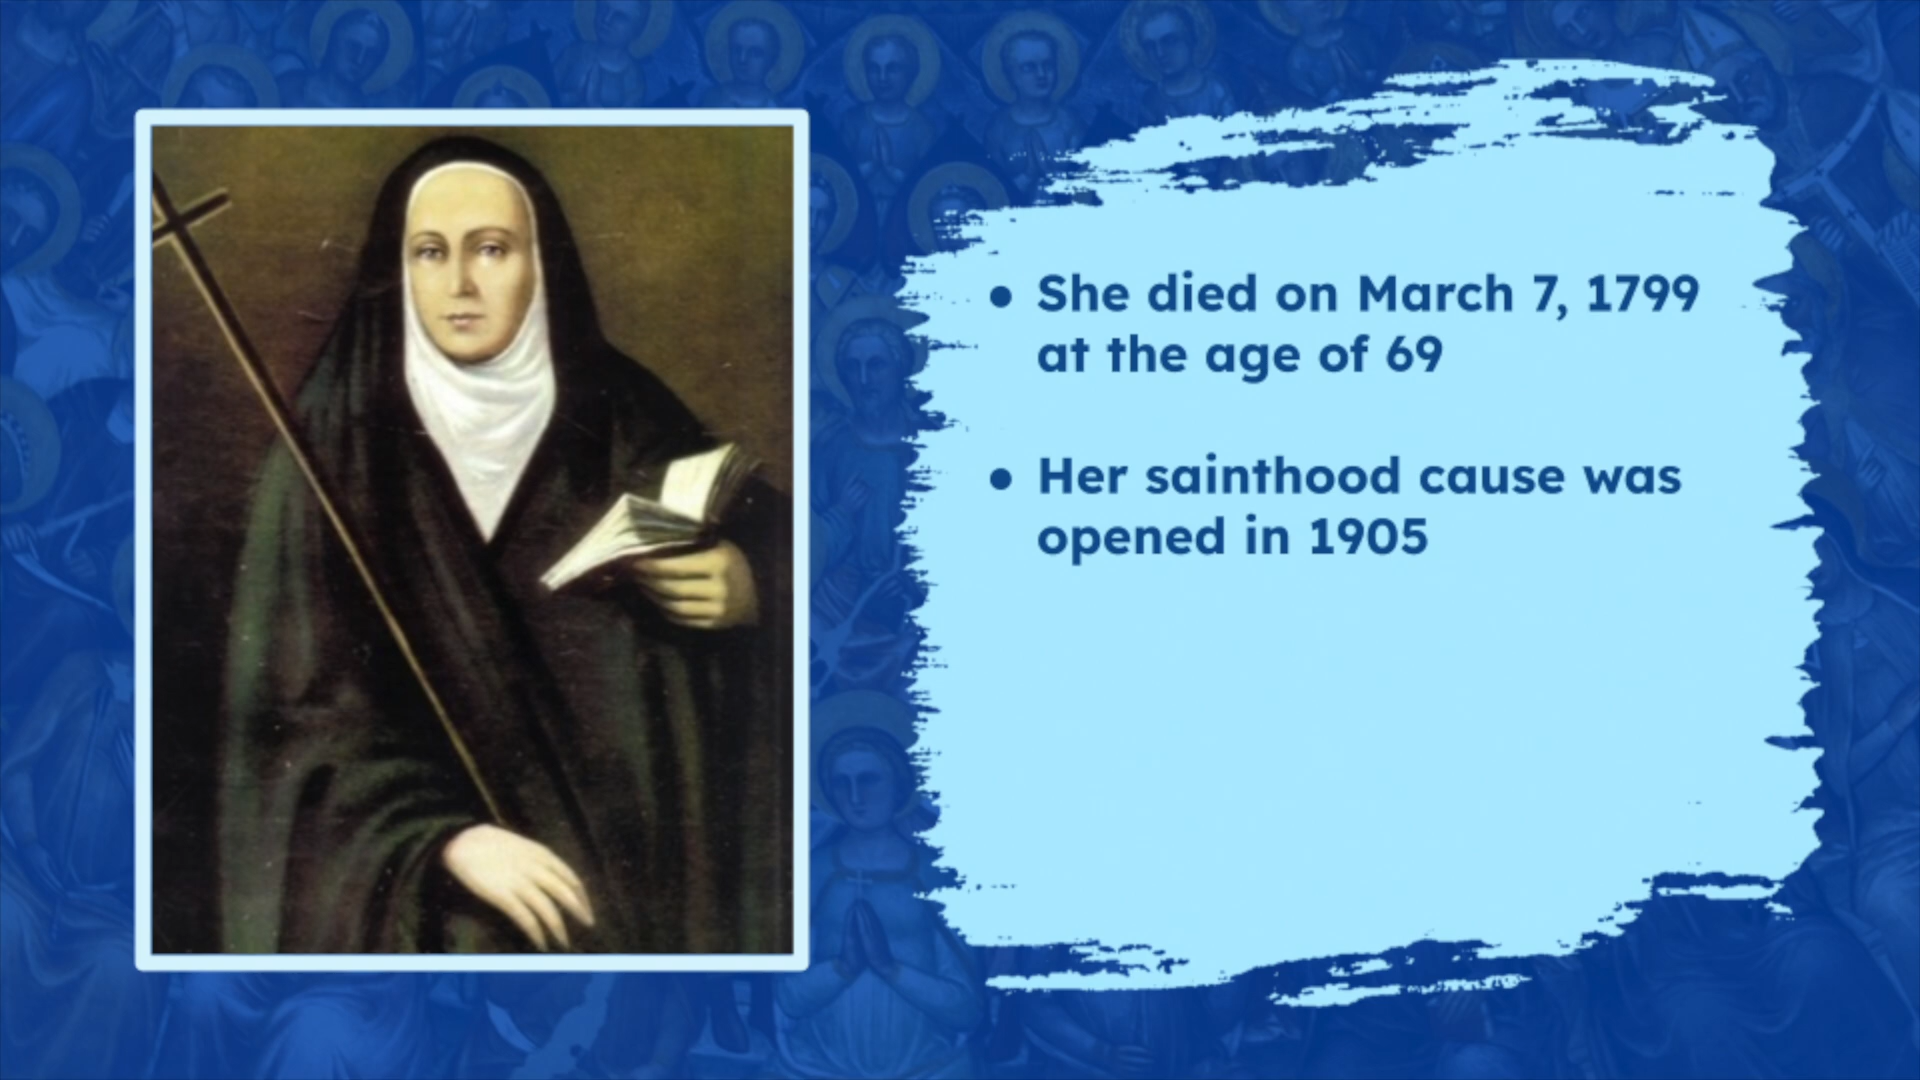 • She died on March 7, 1799
at the age of 69
• Her sainthood cause was
opened in 1905